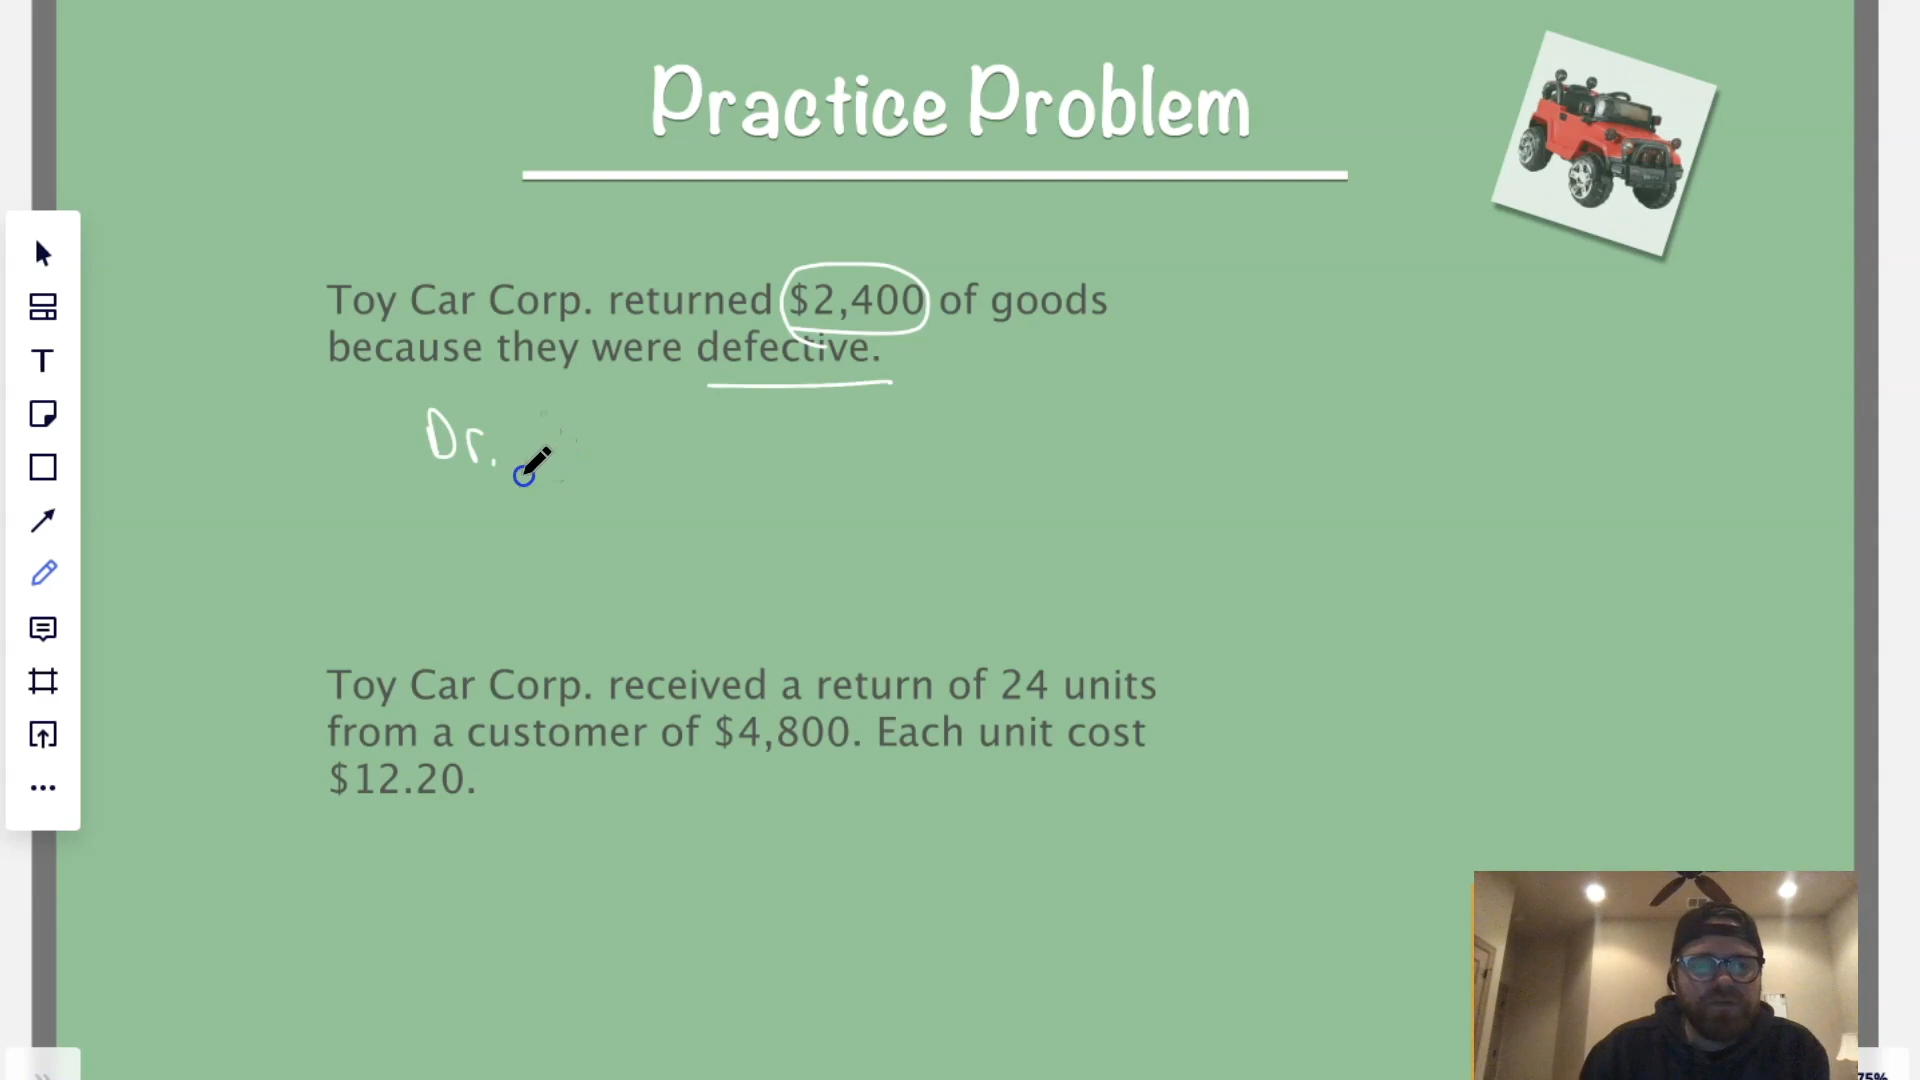 Practice Problem
Toy Car Corp. returned $2,400 of goods
because they were defective.
Dr.
Toy Car Corp. received a return of 24 units
from a customer of $4,800. Each unit cost
$12.20.
75%